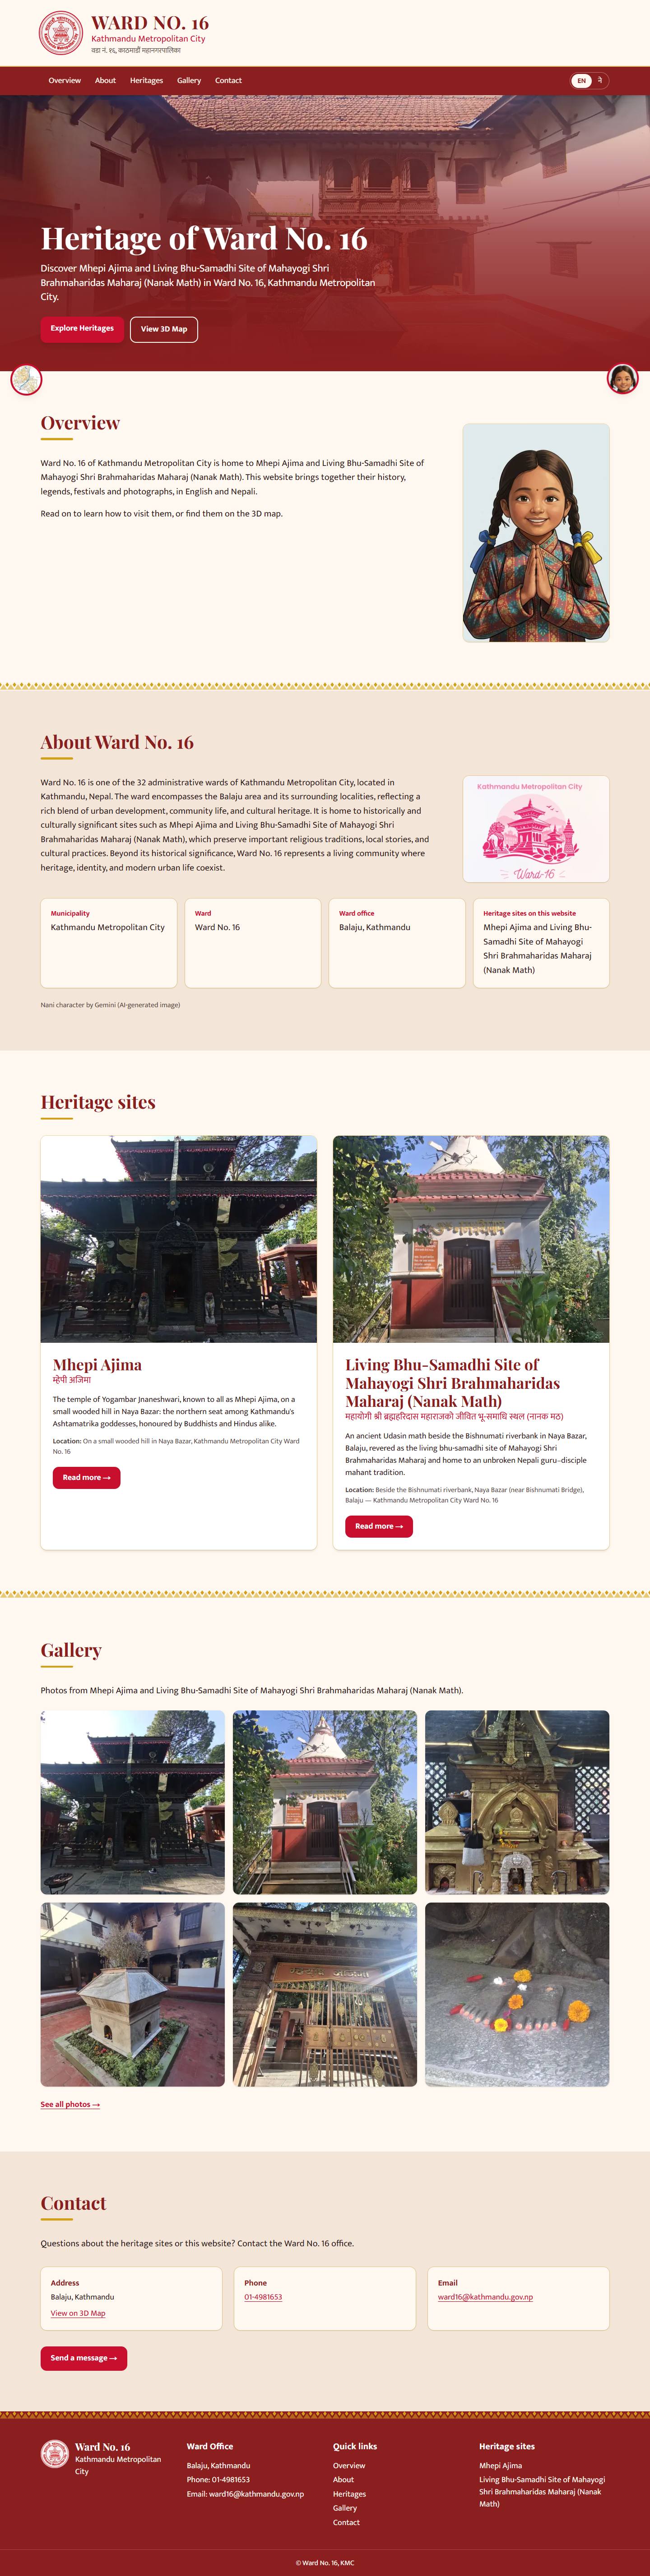 WARD NO. 16
Kathmandu Metropolitan City
वडा नं. १६, काठमाडौं महानगरपालिका
Overview About Heritages Gallery Contact
EN ने
Heritage of Ward No. 16
Discover Mhepi Ajima and Living Bhu-Samadhi Site of Mahayogi Shri
Brahmaharidas Maharaj (Nanak Math) in Ward No. 16, Kathmandu Metropolitan
City.
Explore Heritages View 3D Map
Overview
Ward No. 16 of Kathmandu Metropolitan City is home to Mhepi Ajima and Living Bhu-Samadhi Site of
Mahayogi Shri Brahmaharidas Maharaj (Nanak Math). This website brings together their history,
legends, festivals and photographs, in English and Nepali.
Read on to learn how to visit them, or find them on the 3D map.
About Ward No. 16
Ward No. 16 is one of the 32 administrative wards of Kathmandu Metropolitan City, located in
Kathmandu, Nepal. The ward encompasses the Balaju area and its surrounding localities, reflecting a
rich blend of urban development, community life, and cultural heritage. It is home to historically and
culturally significant sites such as Mhepi Ajima and Living Bhu-Samadhi Site of Mahayogi Shri
Brahmaharidas Maharaj (Nanak Math), which preserve important religious traditions, local stories, and
cultural practices. Beyond its historical significance, Ward No. 16 represents a living community where
heritage, identity, and modern urban life coexist.
Kathmandu Metropolitan City
Ward-16
Municipality
Kathmandu Metropolitan City
Ward
Ward No. 16
Ward office
Balaju, Kathmandu
Heritage sites on this website
Mhepi Ajima and Living Bhu-
Samadhi Site of Mahayogi
Shri Brahmaharidas Maharaj
(Nanak Math)
Nani character by Gemini (AI-generated image)
Heritage sites
Mhepi Ajima
म्हेपी अजिमा
The temple of Yogambar Jnaneshwari, known to all as Mhepi Ajima, on a
small wooded hill in Naya Bazar: the northern seat among Kathmandu's
Ashtamatrika goddesses, honoured by Buddhists and Hindus alike.
Location: On a small wooded hill in Naya Bazar, Kathmandu Metropolitan City Ward
No. 16
Read more →
Living Bhu-Samadhi Site of
Mahayogi Shri Brahmaharidas
Maharaj (Nanak Math)
महायोगी श्री ब्रह्महरिदास महाराजको जीवित भू-समाधि स्थल (नानक मठ)
An ancient Udasin math beside the Bishnumati riverbank in Naya Bazar,
Balaju, revered as the living bhu-samadhi site of Mahayogi Shri
Brahmaharidas Maharaj and home to an unbroken Nepali guru–disciple
mahant tradition.
Location: Beside the Bishnumati riverbank, Naya Bazar (near Bishnumati Bridge),
Balaju — Kathmandu Metropolitan City Ward No. 16
Read more →
Gallery
Photos from Mhepi Ajima and Living Bhu-Samadhi Site of Mahayogi Shri Brahmaharidas Maharaj (Nanak Math).
See all photos →
Contact
Questions about the heritage sites or this website? Contact the Ward No. 16 office.
Address
Balaju, Kathmandu
View on 3D Map
Phone
01-4981653
Email
ward16@kathmandu.gov.np
Send a message →
Ward No. 16
Kathmandu Metropolitan
City
Ward Office
Balaju, Kathmandu
Phone: 01-4981653
Email: ward16@kathmandu.gov.np
Quick links
Overview
About
Heritages
Gallery
Contact
Heritage sites
Mhepi Ajima
Living Bhu-Samadhi Site of Mahayogi
Shri Brahmaharidas Maharaj (Nanak
Math)
© Ward No. 16, KMC